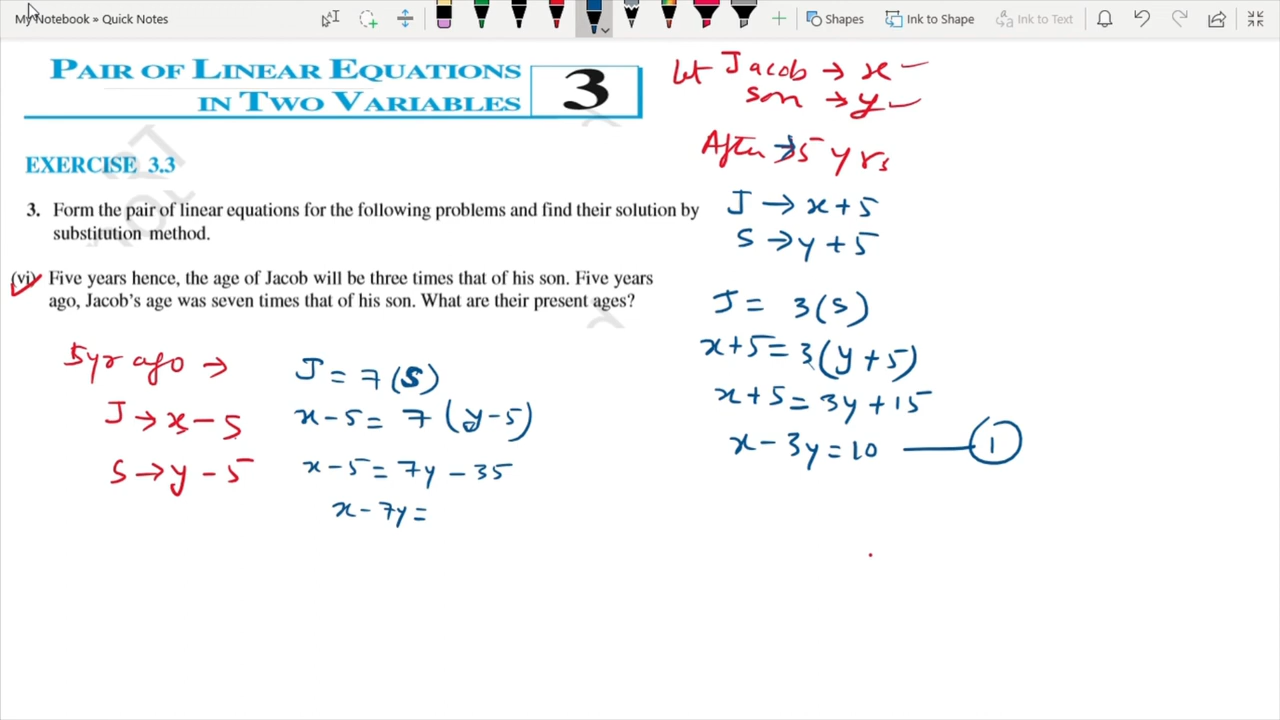 My Notebook » Quick Notes
Shapes
Ink to Shape
Ink to Text
PAIR OF LINEAR EQUATIONS
IN TWO VARIABLES
3
EXERCISE 3.3
3. Form the pair of linear equations for the following problems and find their solution by
substitution method.
(vi) Five years hence, the age of Jacob will be three times that of his son. Five years
ago, Jacob's age was seven times that of his son. What are their present ages?
Let Jacob → x
son → y
After → 5 yrs
J → x + 5
S → y + 5
J = 3(S)
x + 5 = 3(y + 5)
x + 5 = 3y + 15
x - 3y = 10 — 1
5yr ago →
J → x - 5
S → y - 5
J = 7(S)
x - 5 = 7(y - 5)
x - 5 = 7y - 35
x - 7y =